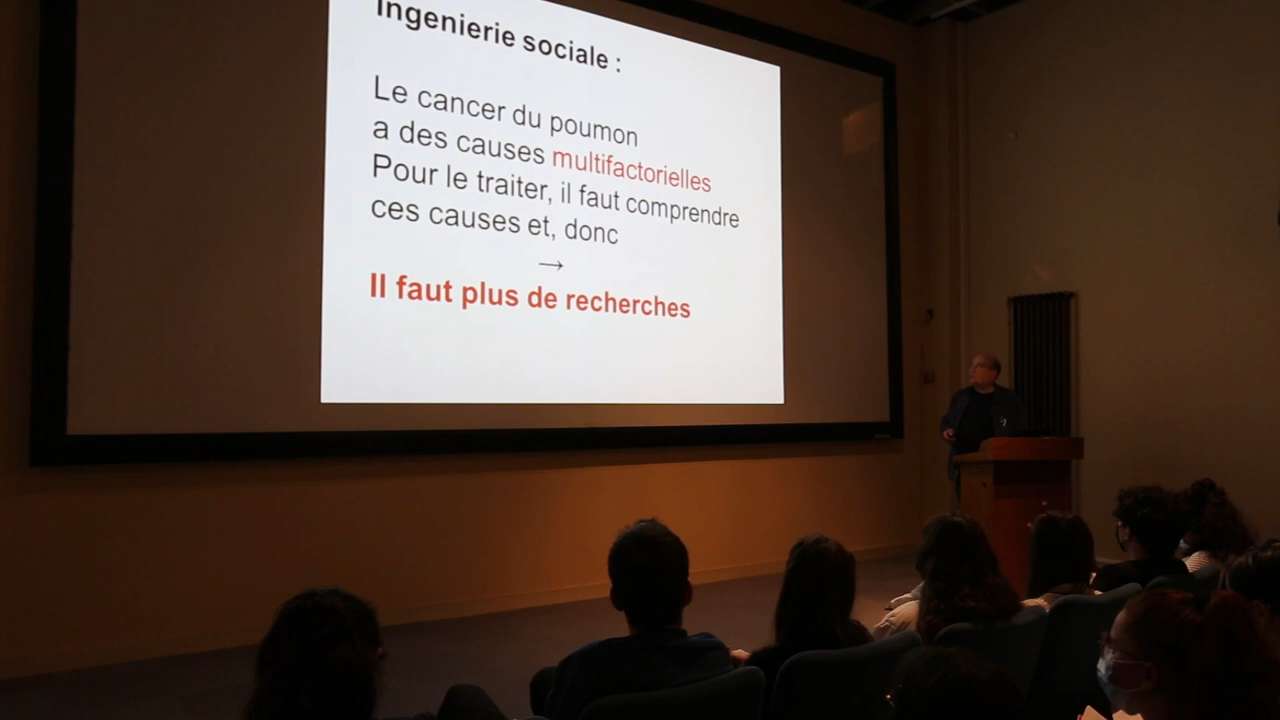 Ingenierie sociale :
Le cancer du poumon
a des causes multifactorielles
Pour le traiter, il faut comprendre
ces causes et, donc
→
Il faut plus de recherches